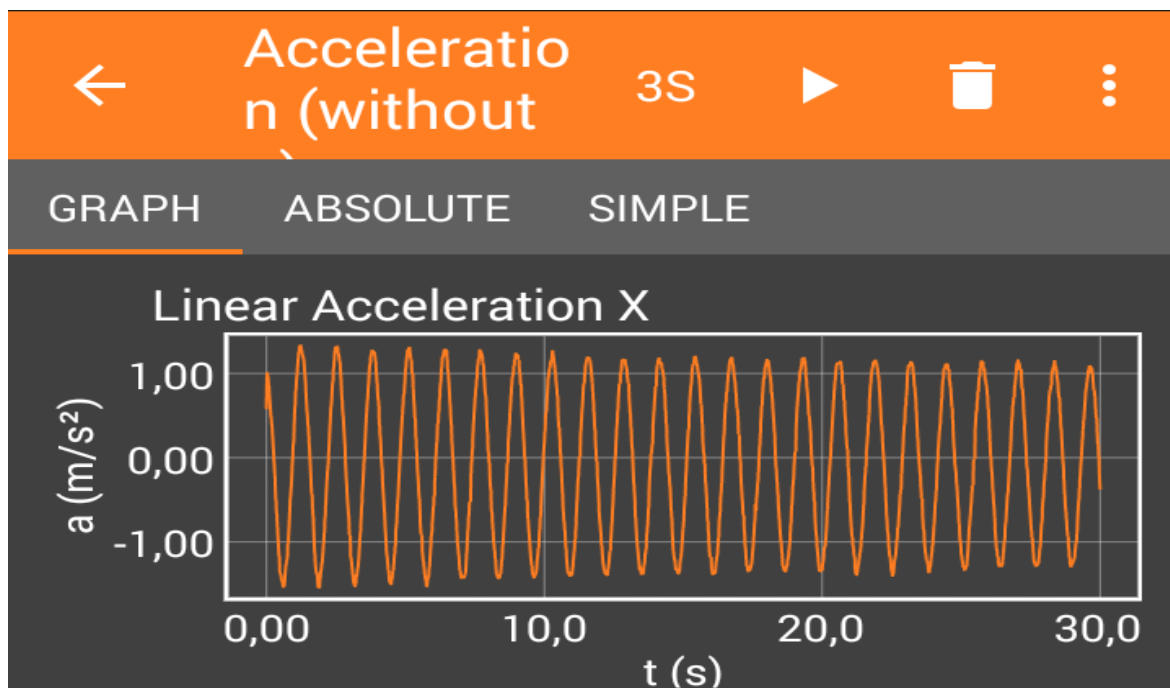 Acceleratio
n (without
3S
GRAPH ABSOLUTE SIMPLE
Linear Acceleration X
1,00
0,00
-1,00
a (m/s²)
0,00 10,0 20,0 30,0
t (s)